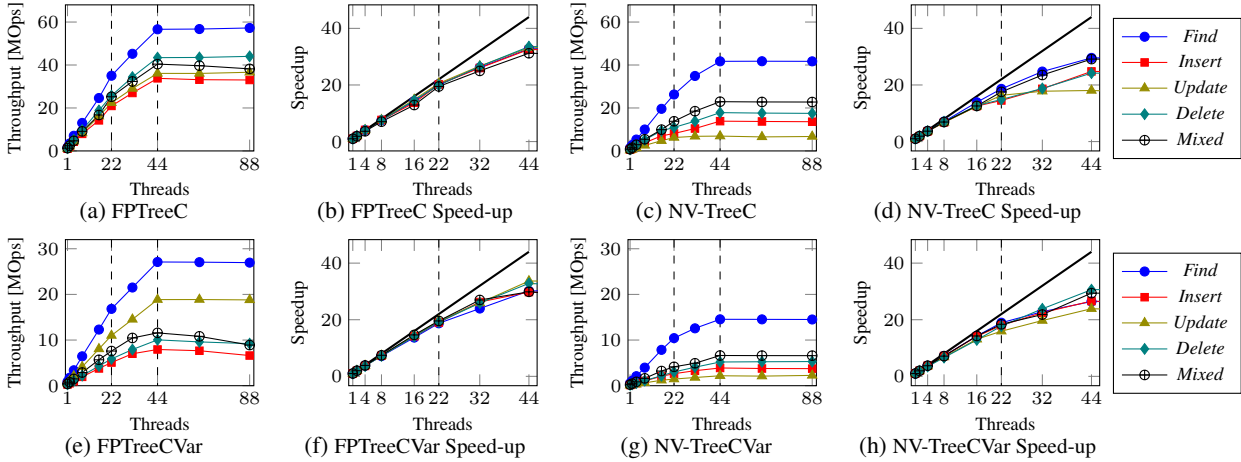 Throughput [MOps]
60
40
20
0
1
22
44
88
Threads
(a) FPTreeC
Speedup
40
20
0
1 4 8 16 22 32 44
Threads
(b) FPTreeC Speed-up
Throughput [MOps]
60
40
20
0
1
22
44
88
Threads
(c) NV-TreeC
Speedup
40
20
0
1 4 8 16 22 32 44
Threads
(d) NV-TreeC Speed-up
Find
Insert
Update
Delete
Mixed
Throughput [MOps]
30
20
10
0
1
22
44
88
Threads
(e) FPTreeCVar
Speedup
40
20
0
1 4 8 16 22 32 44
Threads
(f) FPTreeCVar Speed-up
Throughput [MOps]
30
20
10
0
1
22
44
88
Threads
(g) NV-TreeCVar
Speedup
40
20
0
1 4 8 16 22 32 44
Threads
(h) NV-TreeCVar Speed-up
Find
Insert
Update
Delete
Mixed